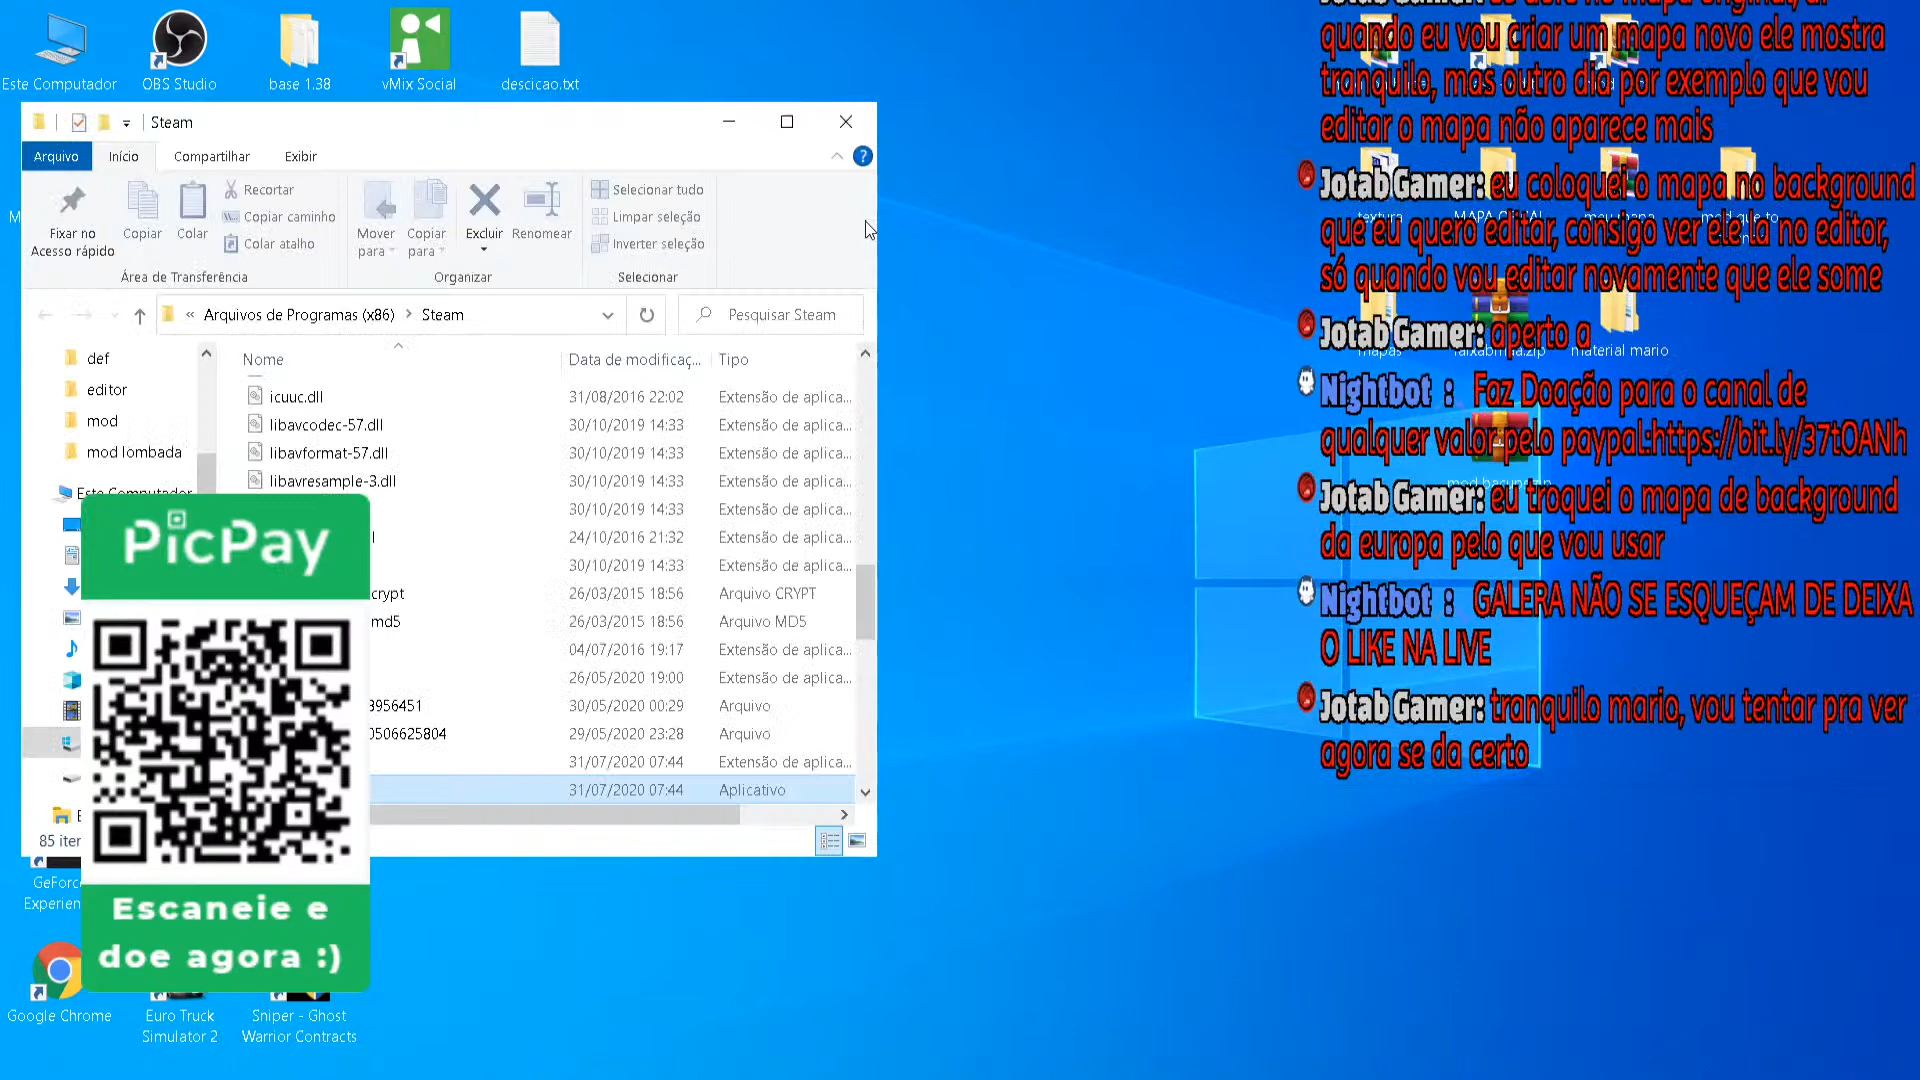 Este Computador
OBS Studio
base 1.38
vMix Social
descicao.txt
Steam
Arquivo
Início
Compartilhar
Exibir
Fixar no
Acesso rápido
Copiar
Colar
Recortar
Copiar caminho
Colar atalho
Área de Transferência
Mover
para
Copiar
para
Excluir
Renomear
Organizar
Selecionar tudo
Limpar seleção
Inverter seleção
Selecionar
« Arquivos de Programas (x86) > Steam
Pesquisar Steam
def
editor
mod
mod lombada
Este Computador
Nome Data de modificaç... Tipo
icuuc.dll 31/08/2016 22:02 Extensão de aplica...
libavcodec-57.dll 30/10/2019 14:33 Extensão de aplica...
libavformat-57.dll 30/10/2019 14:33 Extensão de aplica...
libavresample-3.dll 30/10/2019 14:33 Extensão de aplica...
30/10/2019 14:33 Extensão de aplica...
24/10/2016 21:32 Extensão de aplica...
30/10/2019 14:33 Extensão de aplica...
crypt 26/03/2015 18:56 Arquivo CRYPT
md5 26/03/2015 18:56 Arquivo MD5
04/07/2016 19:17 Extensão de aplica...
26/05/2020 19:00 Extensão de aplica...
3956451 30/05/2020 00:29 Arquivo
0506625804 29/05/2020 23:28 Arquivo
31/07/2020 07:44 Extensão de aplica...
31/07/2020 07:44 Aplicativo
85 iter
PicPay
Escaneie e
doe agora :)
GeForc
Experien
Google Chrome
Euro Truck
Simulator 2
Sniper - Ghost
Warrior Contracts
quando eu vou criar um mapa novo ele mostra
tranquilo, mas outro dia por exemplo que vou
editar o mapa não aparece mais
JotabGamer: eu coloquei o mapa no background
que eu quero editar, consigo ver ele la no editor,
só quando vou editar novamente que ele some
JotabGamer: aperto a
Nightbot : Faz Doação para o canal de
qualquer valor pelo paypal:https://bit.ly/37tOANh
JotabGamer: eu troquei o mapa de background
da europa pelo que vou usar
Nightbot : GALERA NÃO SE ESQUEÇAM DE DEIXA
O LIKE NA LIVE
JotabGamer: tranquilo mario, vou tentar pra ver
agora se da certo
textura
mapas
material mario